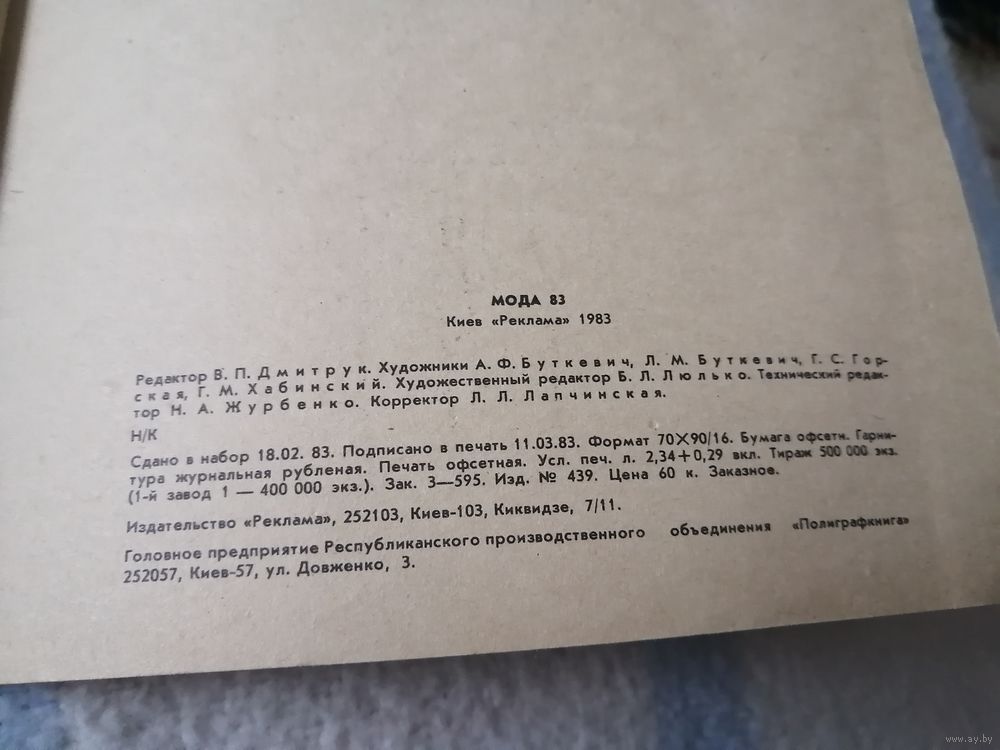 МОДА 83
Киев «Реклама» 1983
Редактор В. П. Дмитрук. Художники А. Ф. Буткевич, Л. М. Буткевич, Г. С. Гор-
ская, Г. М. Хабинский. Художественный редактор Б. Л. Люлько. Технический редак-
тор Н. А. Журбенко. Корректор Л. Л. Лапчинская.
Н/К
Сдано в набор 18.02. 83. Подписано в печать 11.03.83. Формат 70×90/16. Бумага офсетн. Гарни-
тура журнальная рубленая. Печать офсетная. Усл. печ. л. 2,34+0,29 вкл. Тираж 500 000 экз.
(1-й завод 1 — 400 000 экз.). Зак. 3—595. Изд. № 439. Цена 60 к. Заказное.
Издательство «Реклама», 252103, Киев-103, Киквидзе, 7/11.
Головное предприятие Республиканского производственного объединения «Полиграфкнига»
252057, Киев-57, ул. Довженко, 3.
www.ay.by